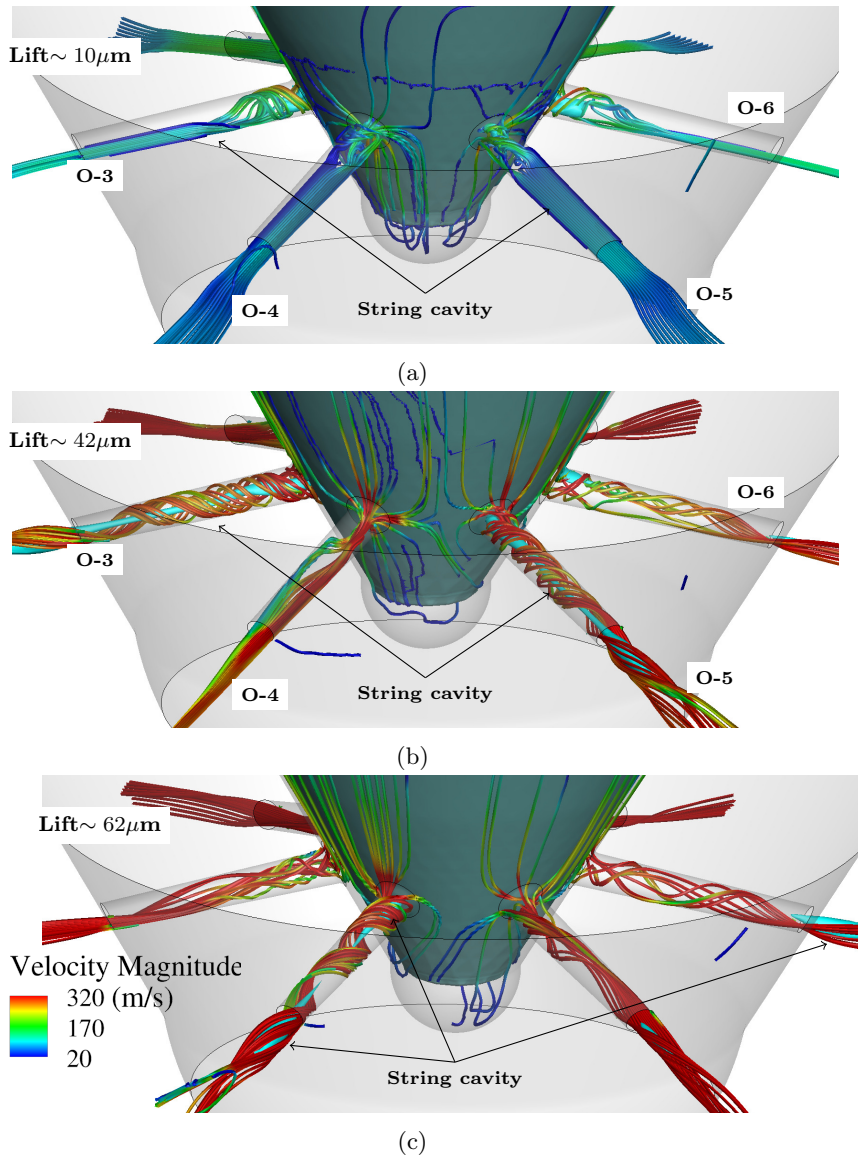 Lift∼ 10μm
O-6
O-3
O-5
O-4
String cavity
(a)
Lift∼ 42μm
O-6
O-3
O-5
O-4
String cavity
(b)
Lift∼ 62μm
Velocity Magnitude
320 (m/s)
170
20
String cavity
(c)